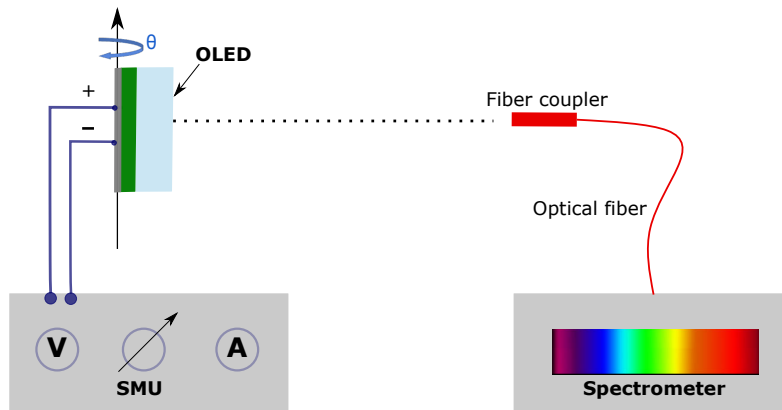 θ
OLED
+
Fiber coupler
−
Optical fiber
V
A
SMU
Spectrometer